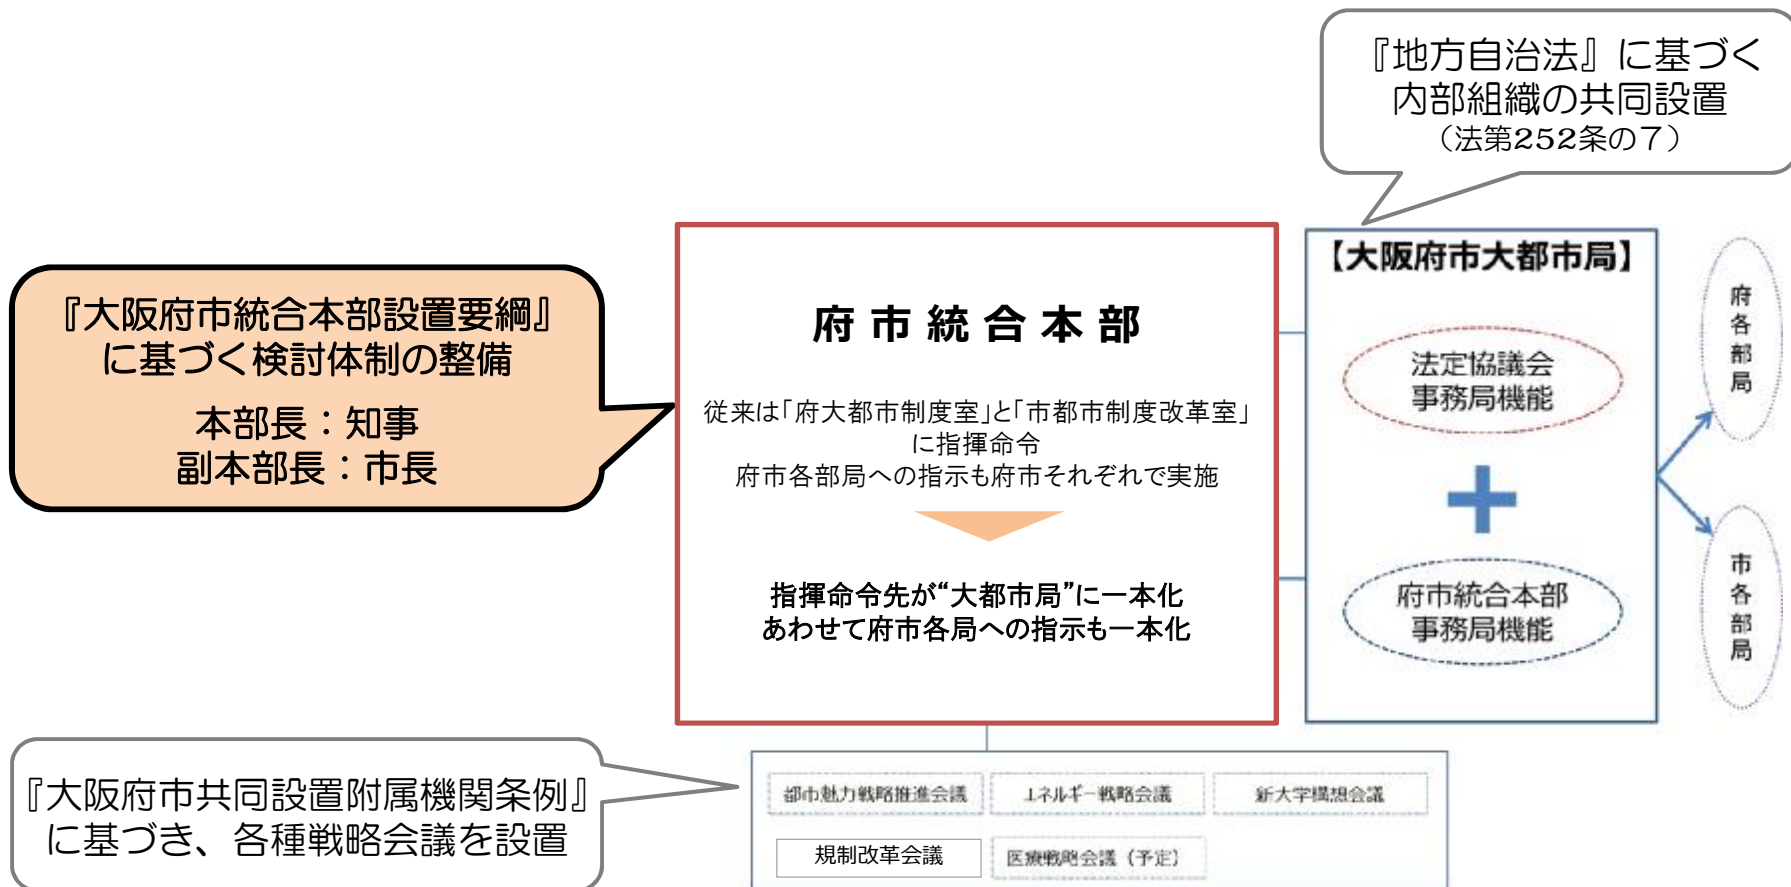 『地方自治法』に基づく
内部組織の共同設置
（法第252条の７）
『大阪府市統合本部設置要綱』
に基づく検討体制の整備
本部長：知事
副本部長：市長
府市統合本部
従来は「府大都市制度室」と「市都市制度改革室」
に指揮命令
府市各部局への指示も府市それぞれで実施
指揮命令先が“大都市局”に一本化
あわせて府市各局への指示も一本化
【大阪府市大都市局】
法定協議会
事務局機能
府市統合本部
事務局機能
府各部局
市各部局
『大阪府市共同設置附属機関条例』
に基づき、各種戦略会議を設置
都市魅力戦略推進会議
エネルギー戦略会議
新大学構想会議
規制改革会議
医療戦略会議（予定）